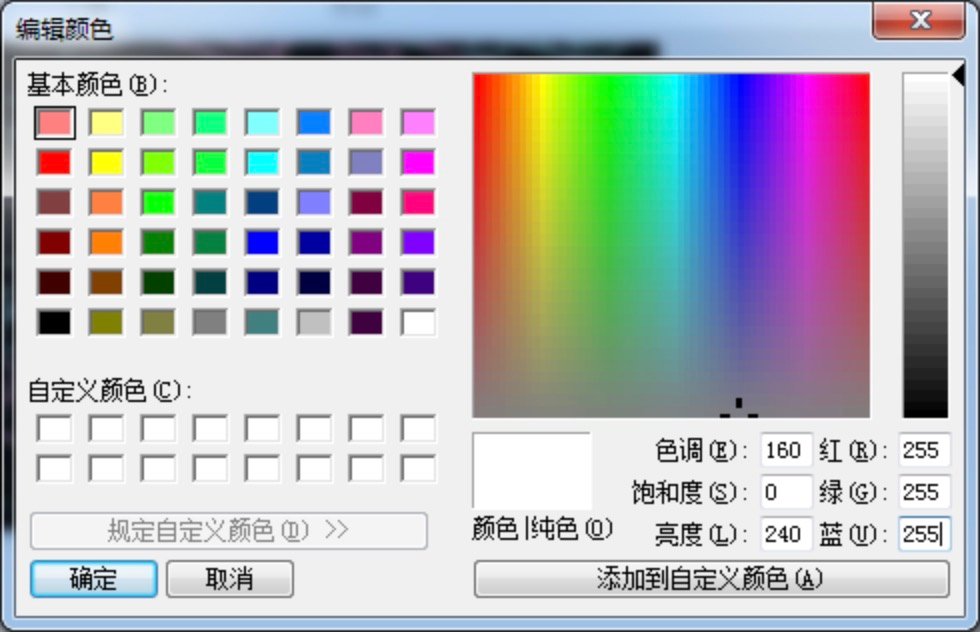 编辑颜色
基本颜色(B):
自定义颜色(C):
规定自定义颜色(D) >>
确定 取消
颜色|纯色(O)
色调(E): 160 红(R): 255
饱和度(S): 0 绿(G): 255
亮度(L): 240 蓝(U): 255
添加到自定义颜色(A)